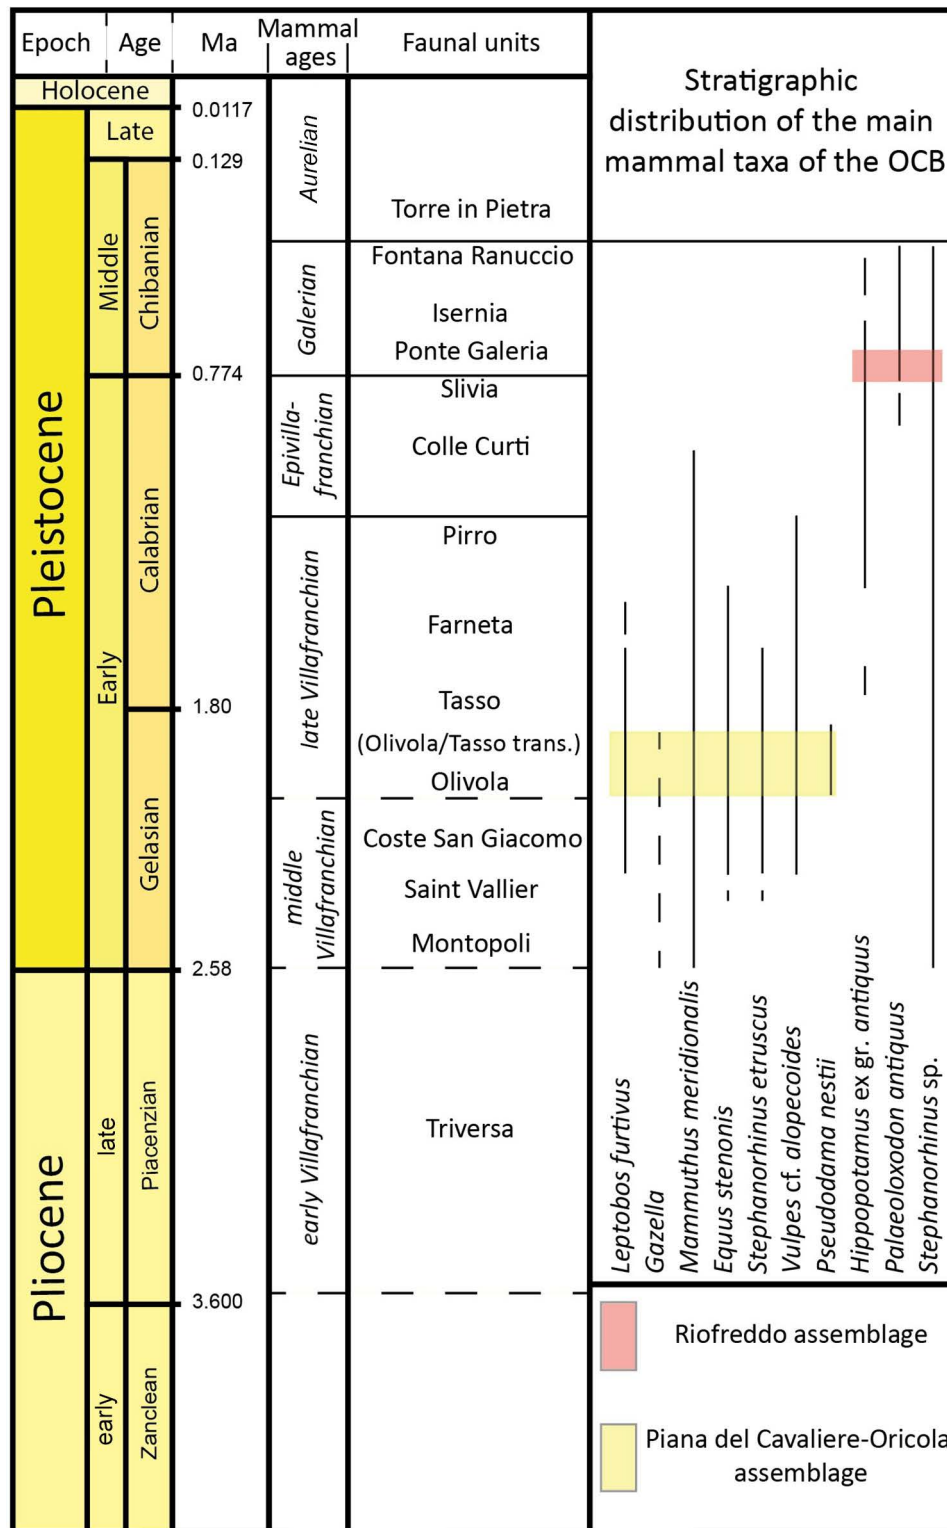 Epoch
Age
Ma
Mammal
ages
Faunal units
Stratigraphic
distribution of the main
mammal taxa of the OCB
Holocene
0.0117
Late
0.129
Pleistocene
Middle
Chibanian
Aurelian
Torre in Pietra
Galerian
Fontana Ranuccio
Isernia
Ponte Galeria
0.774
Early
Calabrian
Epivilla-
franchian
Slivia
Colle Curti
late Villafranchian
Pirro
Farneta
Tasso
1.80
(Olivola/Tasso trans.)
Olivola
Gelasian
middle
Villafranchian
Coste San Giacomo
Saint Vallier
Montopoli
2.58
Pliocene
late
Piacenzian
early Villafranchian
Triversa
3.600
early
Zanclean
Leptobos furtivus
Gazella
Mammuthus meridionalis
Equus stenonis
Stephanorhinus etruscus
Vulpes cf. alopecoides
Pseudodama nestii
Hippopotamus ex gr. antiquus
Palaeoloxodon antiquus
Stephanorhinus sp.
Riofreddo assemblage
Piana del Cavaliere-Oricola
assemblage